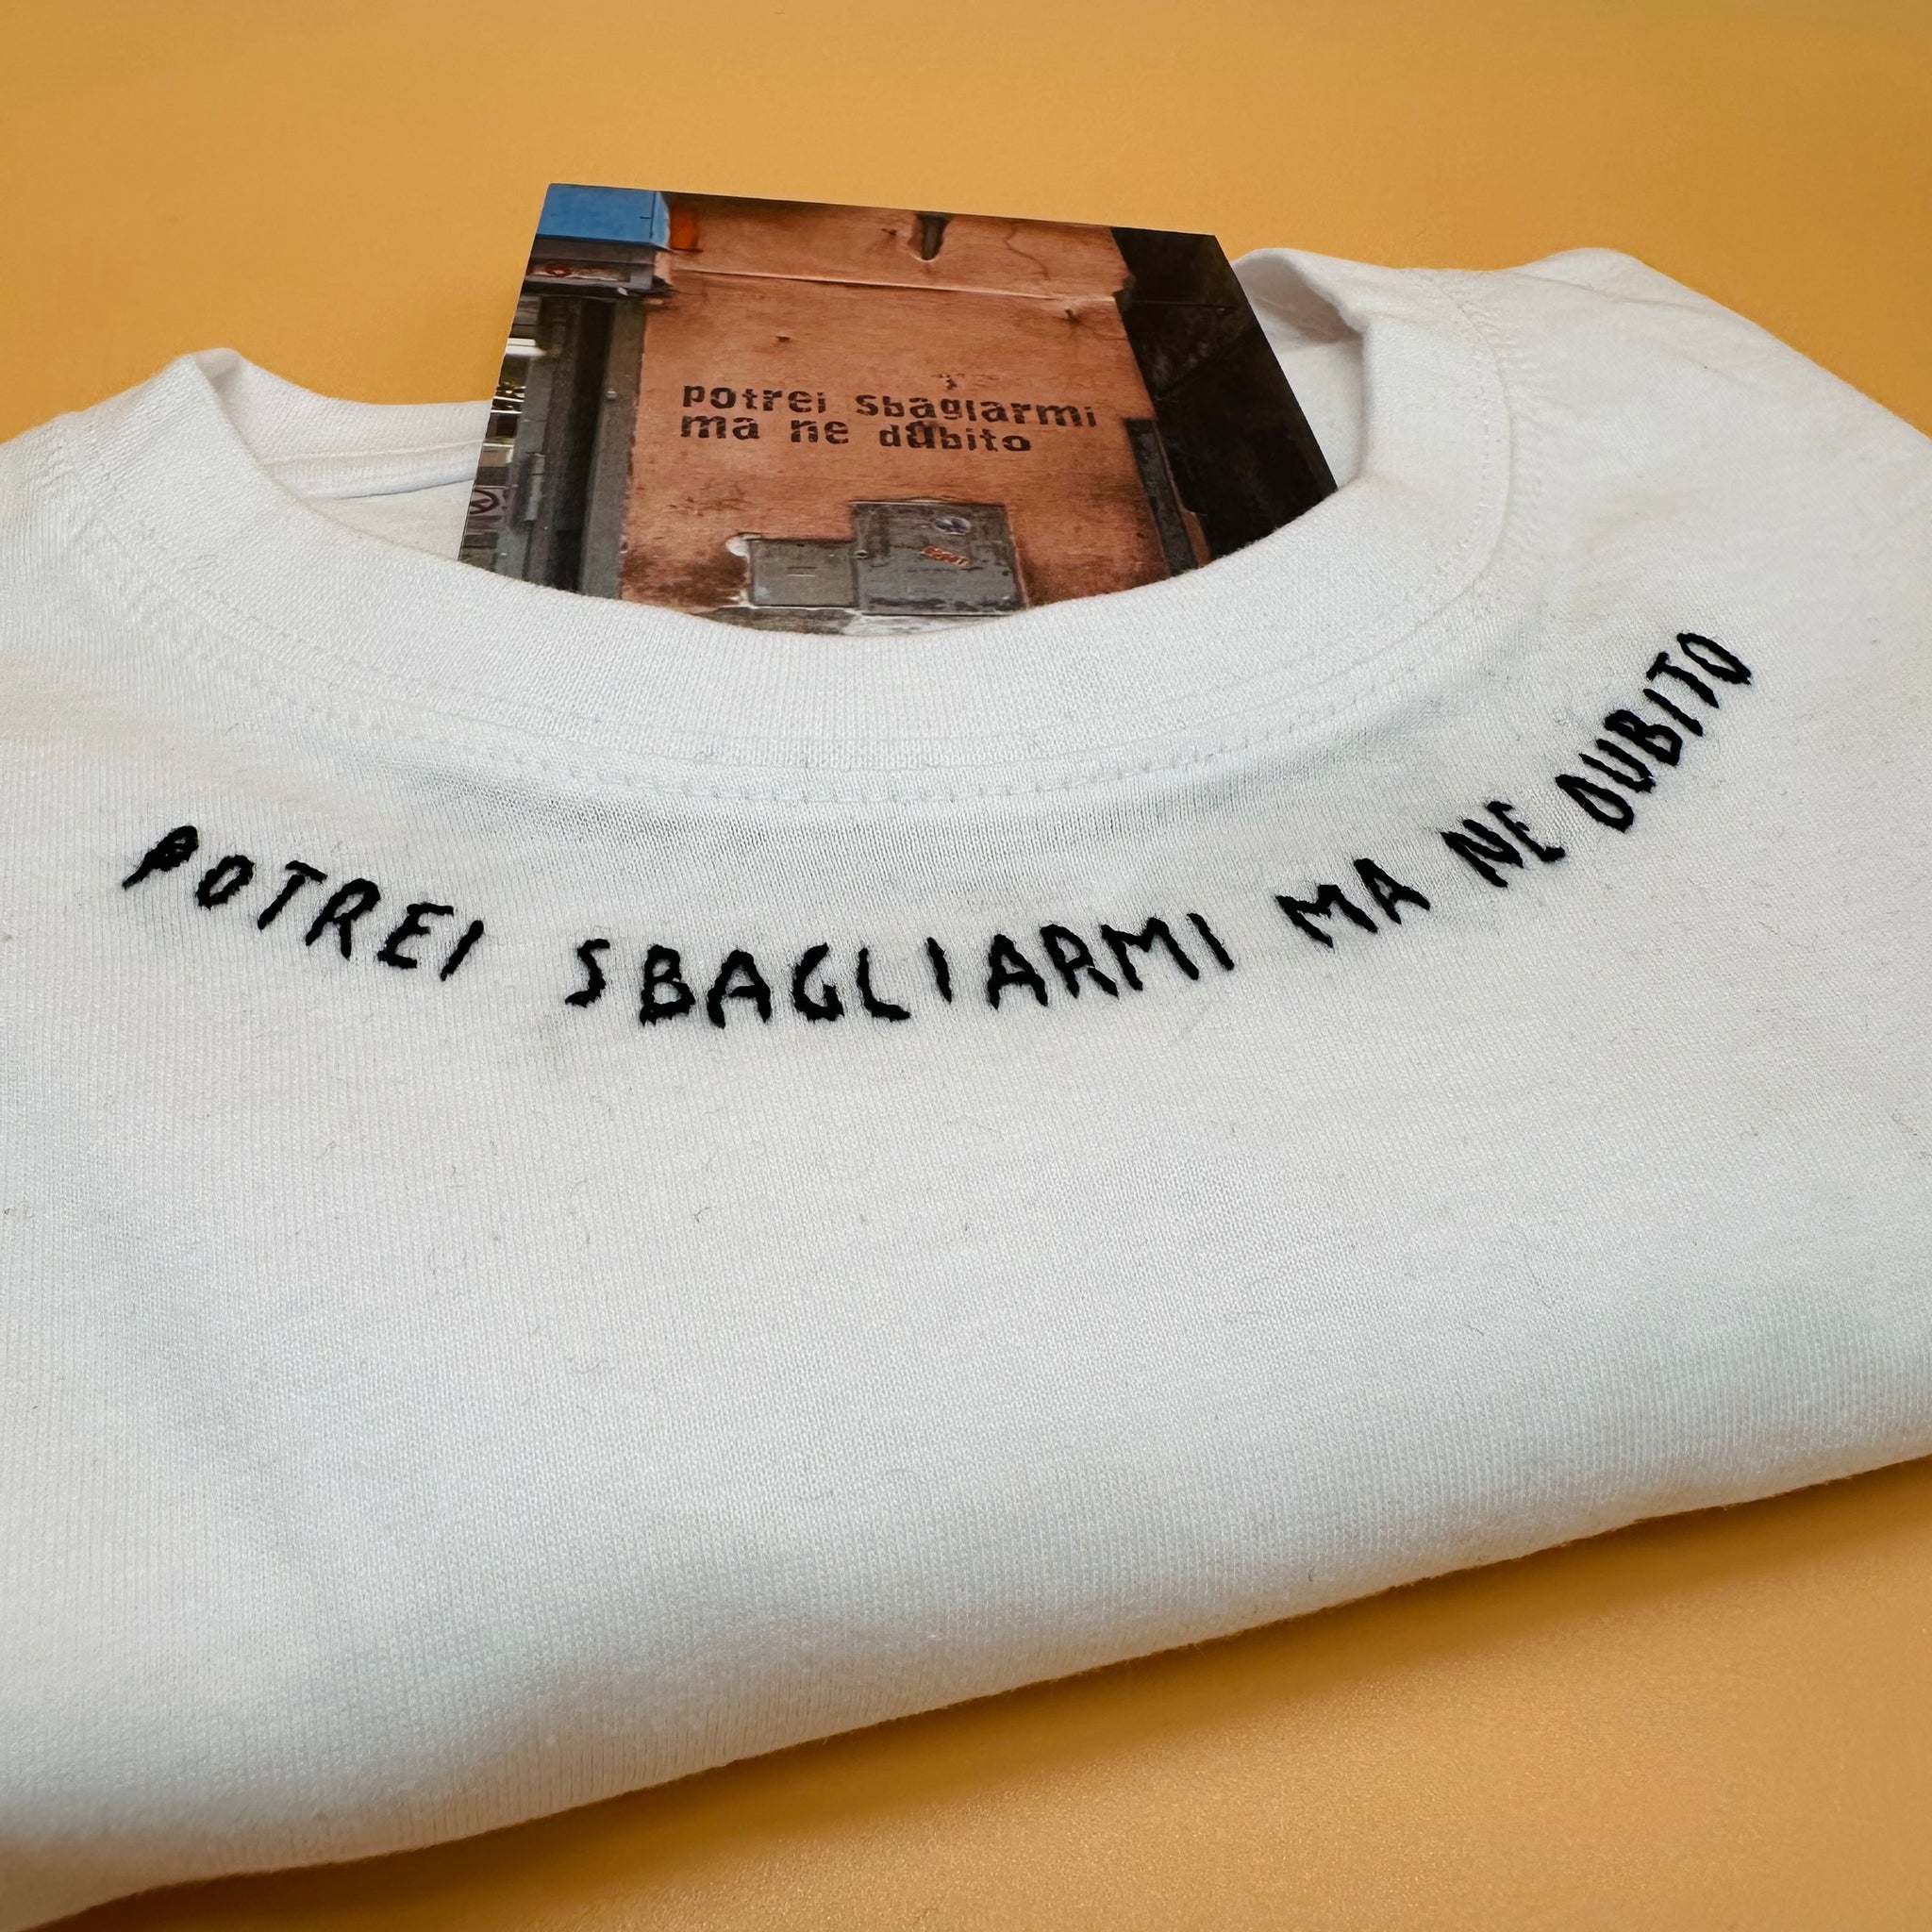 potrei sbagliarmi
ma ne dubito
POTREI SBAGLIARMI MA NE DUBITO